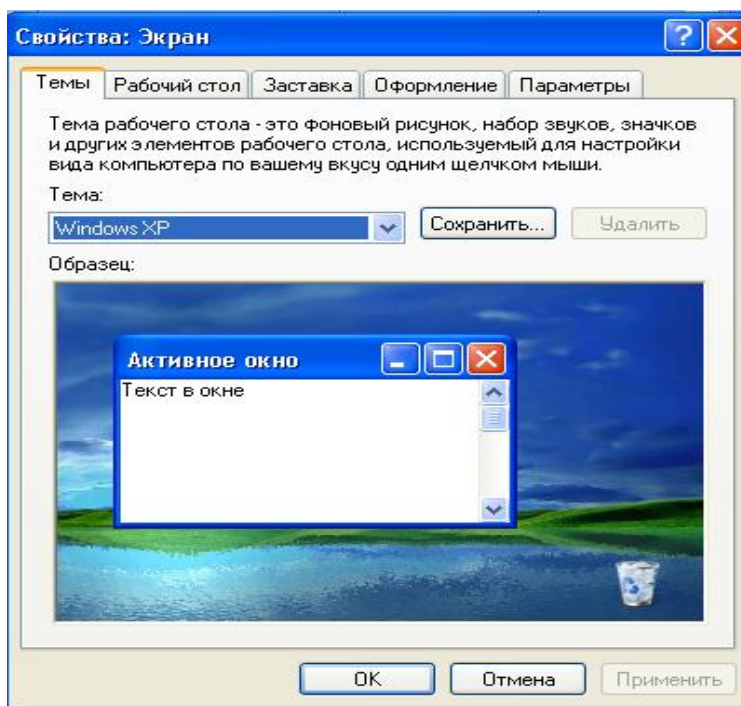 Свойства: Экран
Темы Рабочий стол Заставка Оформление Параметры
Тема рабочего стола - это фоновый рисунок, набор звуков, значков
и других элементов рабочего стола, используемый для настройки
вида компьютера по вашему вкусу одним щелчком мыши.
Тема:
Windows XP Сохранить... Удалить
Образец:
Активное окно
Текст в окне
OK Отмена Применить